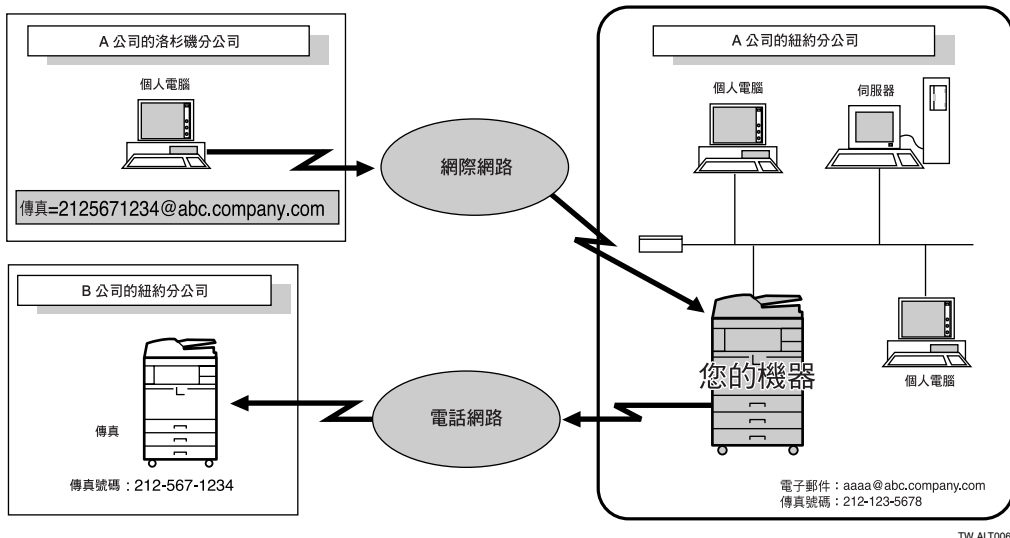 A 公司的洛杉磯分公司
個人電腦
傳真=2125671234@abc.company.com
網際網路
A 公司的紐約分公司
個人電腦
伺服器
您的機器
個人電腦
電子郵件：aaaa@abc.company.com
傳真號碼：212-123-5678
B 公司的紐約分公司
傳真
傳真號碼：212-567-1234
電話網路
TW ALT006